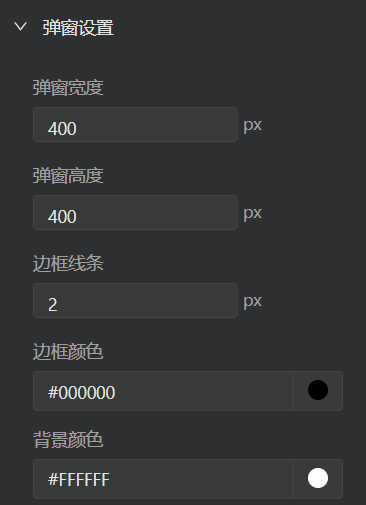 弹窗设置
弹窗宽度
400 px
弹窗高度
400 px
边框线条
2 px
边框颜色
#000000
背景颜色
#FFFFFF